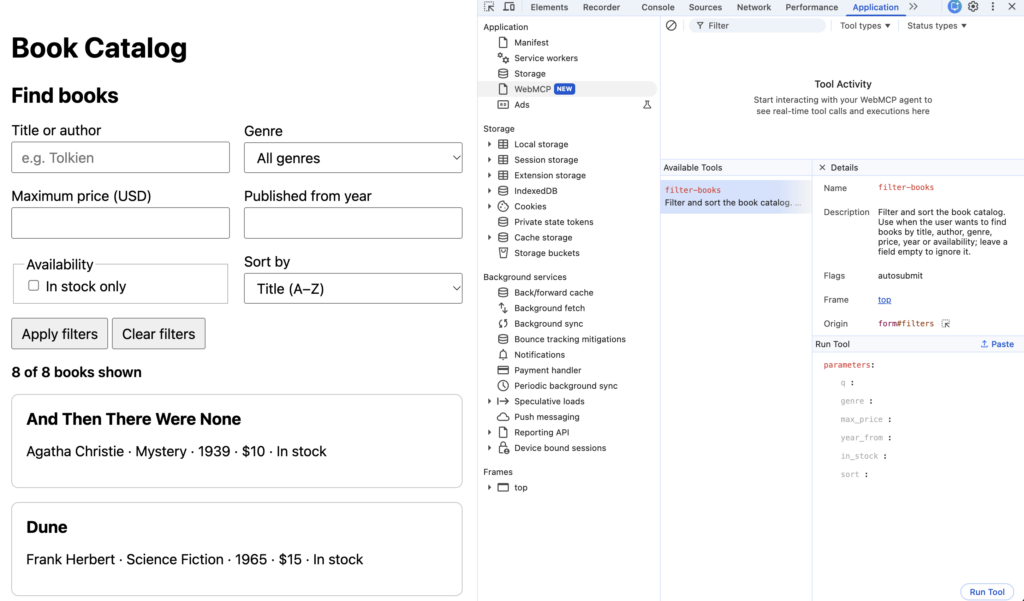 Book Catalog
Find books
Title or author
Genre
e.g. Tolkien
All genres
Maximum price (USD)
Published from year
Availability
In stock only
Sort by
Title (A–Z)
Apply filters
Clear filters
8 of 8 books shown
And Then There Were None
Agatha Christie · Mystery · 1939 · $10 · In stock
Dune
Frank Herbert · Science Fiction · 1965 · $15 · In stock
Elements
Recorder
Console
Sources
Network
Performance
Application
Application
Manifest
Service workers
Storage
WebMCP NEW
Ads
Storage
Local storage
Session storage
Extension storage
IndexedDB
Cookies
Private state tokens
Cache storage
Storage buckets
Background services
Back/forward cache
Background fetch
Background sync
Bounce tracking mitigations
Notifications
Payment handler
Periodic background sync
Speculative loads
Push messaging
Reporting API
Device bound sessions
Frames
top
Filter
Tool types
Status types
Tool Activity
Start interacting with your WebMCP agent to
see real-time tool calls and executions here
Available Tools
filter-books
Filter and sort the book catalog. ...
Details
Name
filter-books
Description
Filter and sort the book catalog.
Use when the user wants to find
books by title, author, genre,
price, year or availability; leave a
field empty to ignore it.
Flags
autosubmit
Frame
top
Origin
form#filters
Run Tool
Paste
parameters:
q :
genre :
max_price :
year_from :
in_stock :
sort :
Run Tool